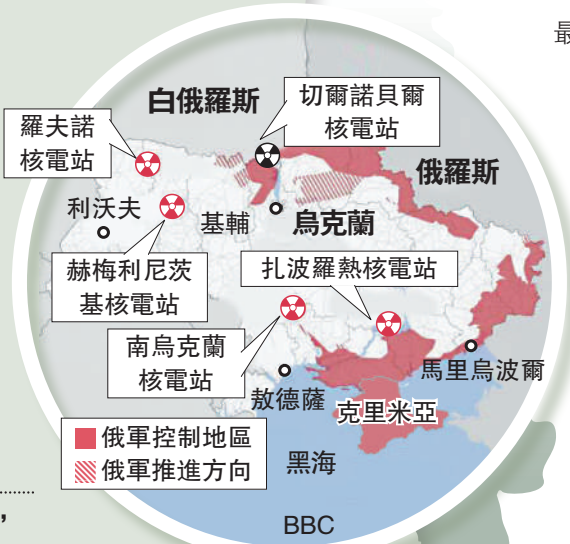 最
白俄羅斯
切爾諾貝爾
核電站
羅夫諾
核電站
俄羅斯
利沃夫
基輔
烏克蘭
赫梅利尼茨
基核電站
扎波羅熱核電站
南烏克蘭
核電站
馬里烏波爾
敖德薩
克里米亞
俄軍控制地區
俄軍推進方向
黑海
BBC
,